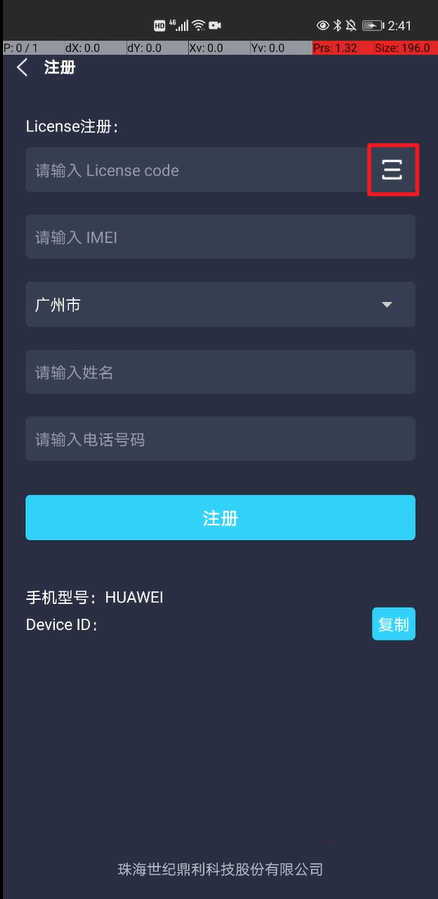 HD 4G 2:41
P: 0 / 1 dX: 0.0 dY: 0.0 Xv: 0.0 Yv: 0.0 Prs: 1.32 Size: 196.0
注册
License注册：
请输入 License code
请输入 IMEI
广州市
请输入姓名
请输入电话号码
注册
手机型号：HUAWEI
Device ID：
复制
珠海世纪鼎利科技股份有限公司